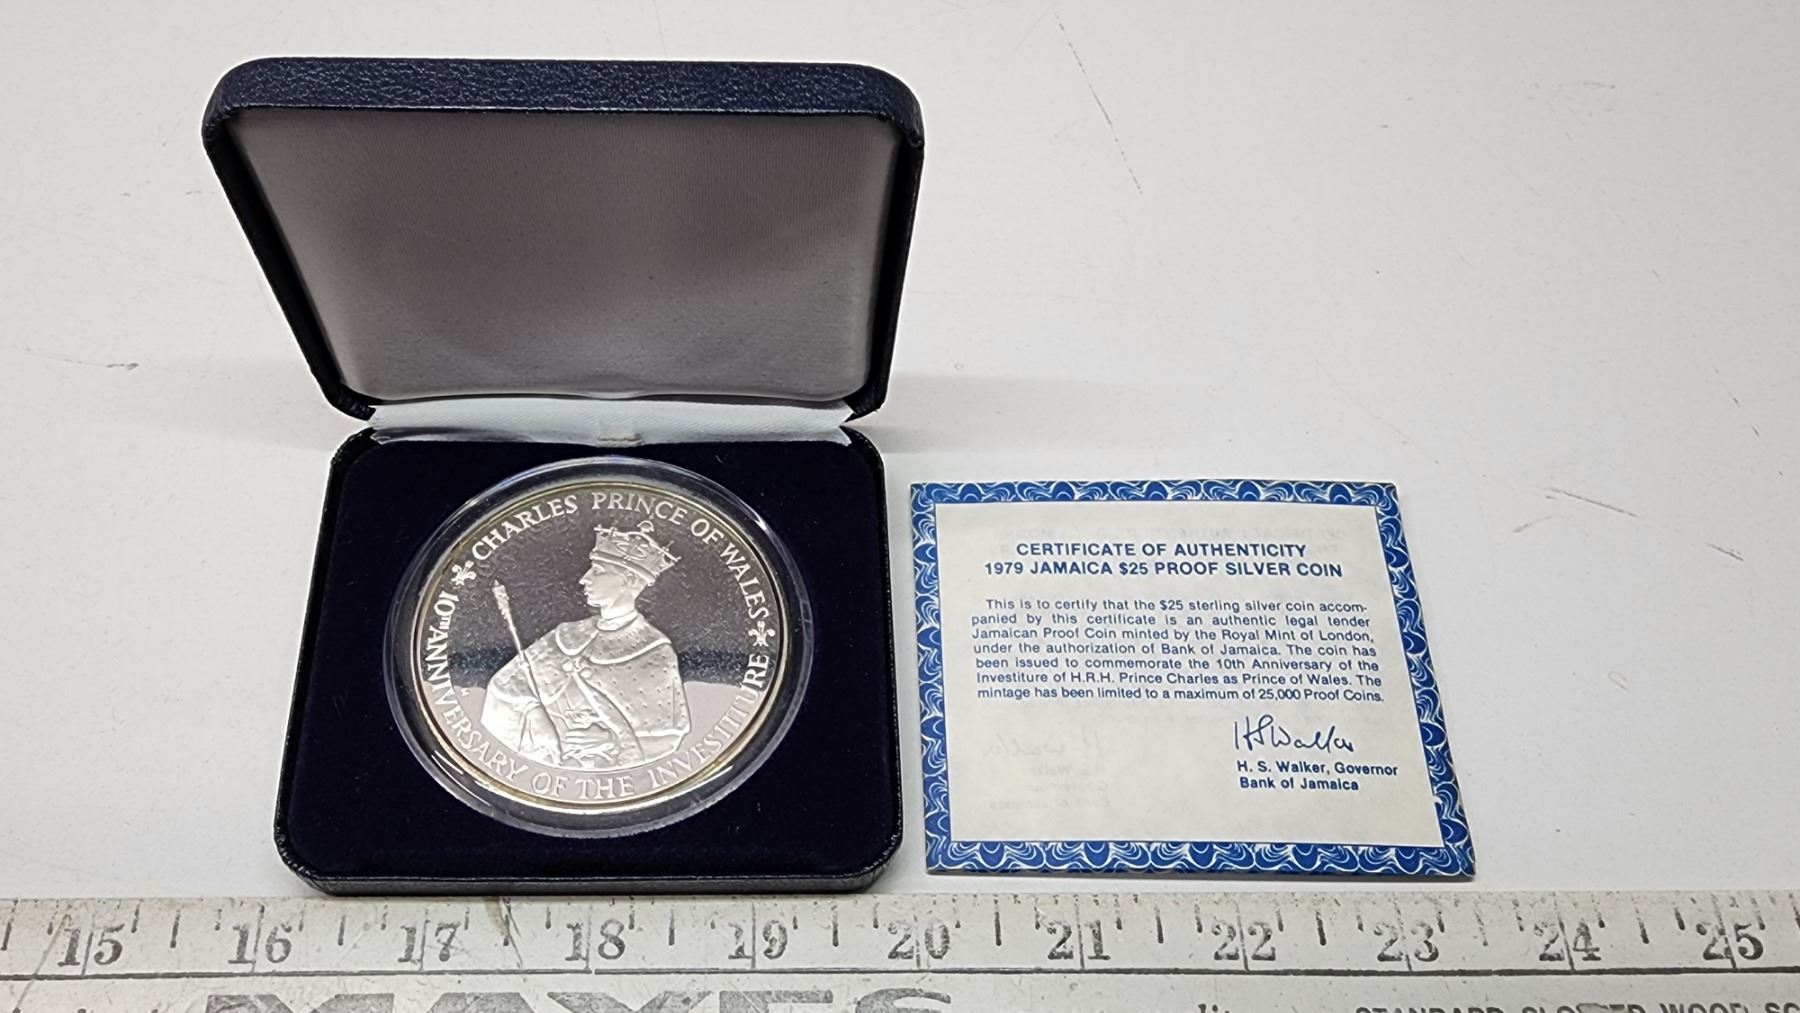 CHARLES PRINCE OF WALES
10TH ANNIVERSARY OF THE INVESTITURE
CERTIFICATE OF AUTHENTICITY
1979 JAMAICA $25 PROOF SILVER COIN
This is to certify that the $25 sterling silver coin accom-
panied by this certificate is an authentic legal tender
Jamaican Proof Coin minted by the Royal Mint of London,
under the authorization of Bank of Jamaica. The coin has
been issued to commemorate the 10th Anniversary of the
Investiture of H.R.H. Prince Charles as Prince of Wales. The
mintage has been limited to a maximum of 25,000 Proof Coins.
HSWalker
H. S. Walker, Governor
Bank of Jamaica
15 16 17 18 19 20 21 22 23 24 25